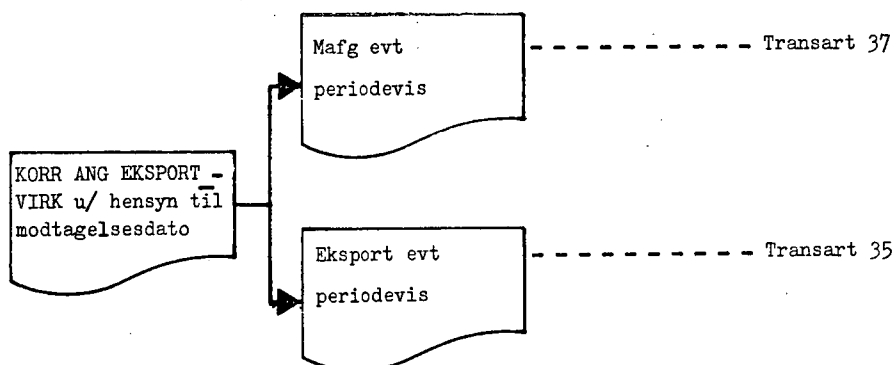 Mafg evt
periodevis
Transart 37
KORR ANG EKSPORT -
VIRK u/ hensyn til
modtagelsesdato
Eksport evt
periodevis
Transart 35